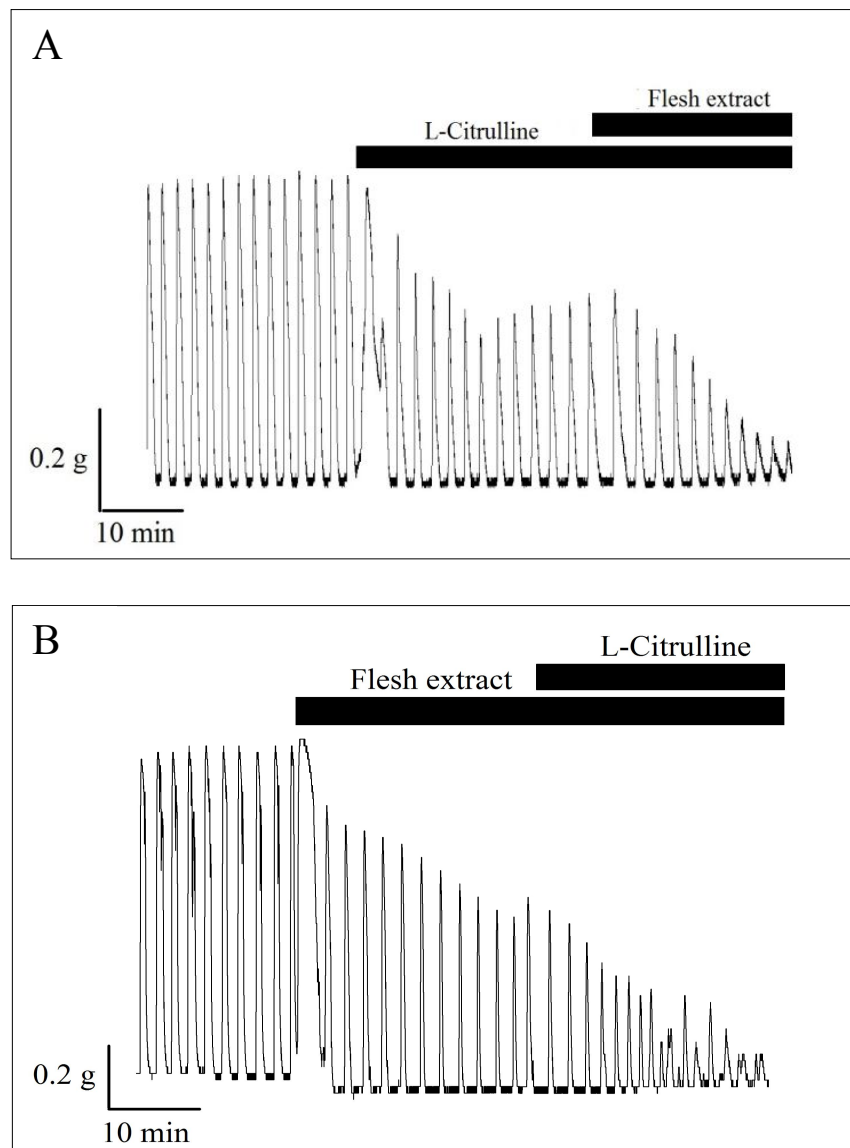 A
Flesh extract
L-Citrulline
0.2 g
10 min
B
L-Citrulline
Flesh extract
0.2 g
10 min